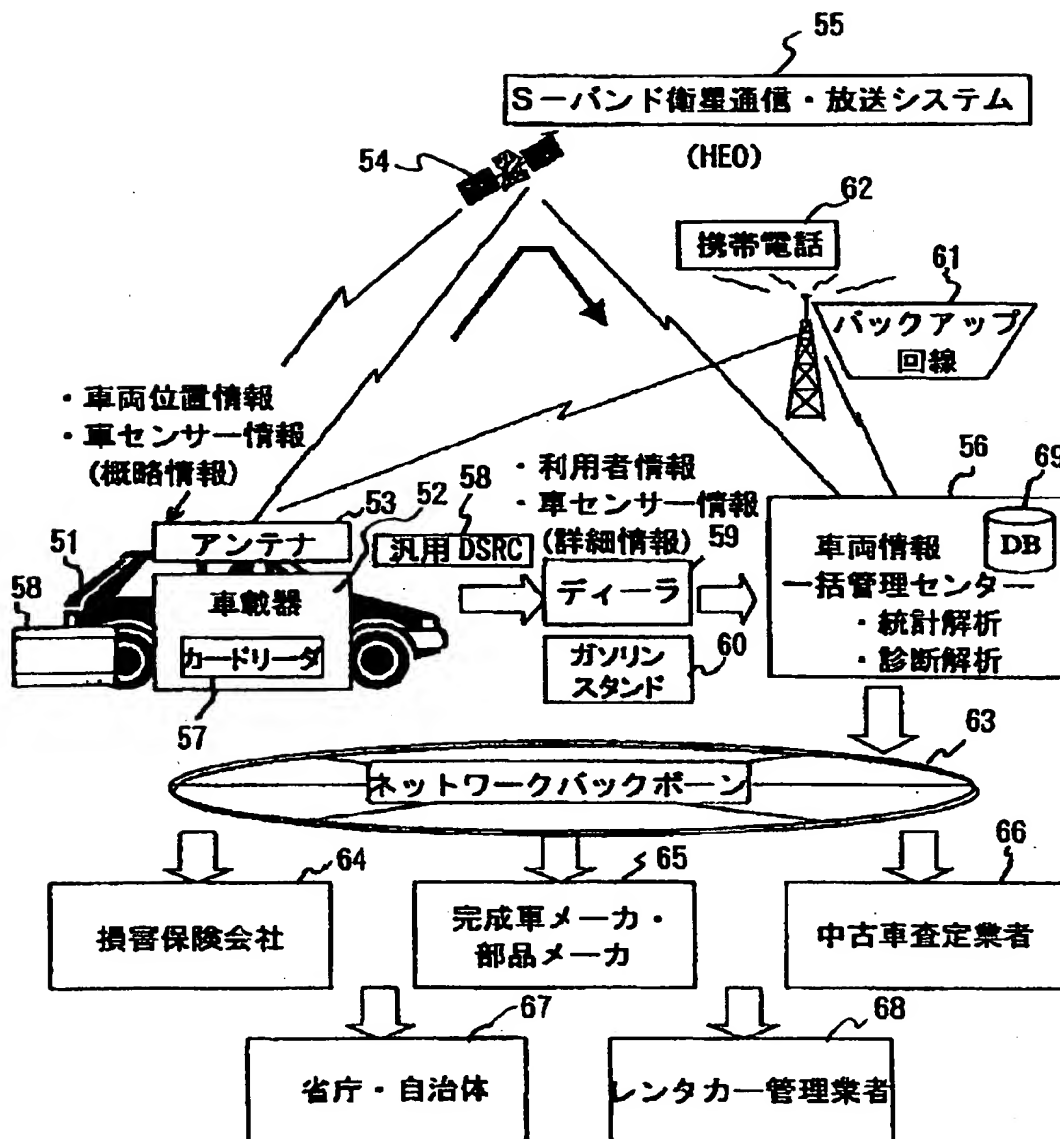 55
S－バンド衛星通信・放送システム
(HEO)
54
62
携帯電話
61
バックアップ
回線
・車両位置情報
・車センサー情報
(概略情報)
・利用者情報
・車センサー情報
(詳細情報)
51
53
52
アンテナ
58
車載器
カードリーダ
57
58
汎用DSRC
59
ディーラ
60
ガソリン
スタンド
56
69
DB
車両情報
一括管理センター
・統計解析
・診断解析
63
ネットワークバックボーン
64
損害保険会社
65
完成車メーカ・
部品メーカ
66
中古車査定業者
67
省庁・自治体
68
レンタカー管理業者